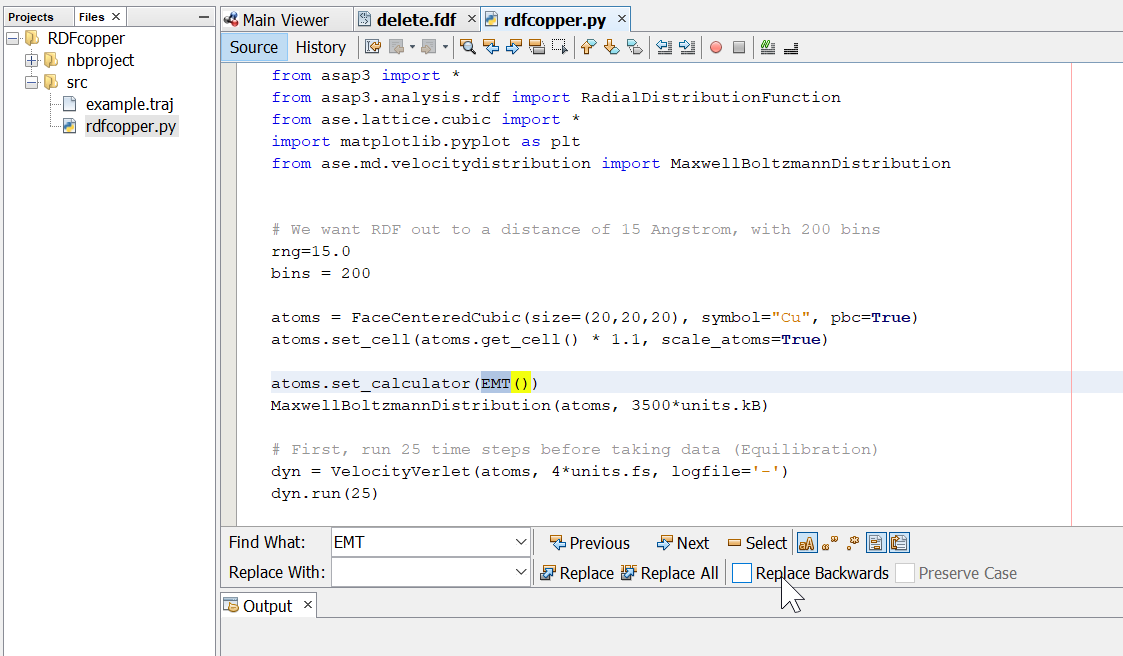 Projects Files
RDFcopper
nbproject
src
example.traj
rdfcopper.py
Main Viewer delete.fdf rdfcopper.py
Source History
from asap3 import *
from asap3.analysis.rdf import RadialDistributionFunction
from ase.lattice.cubic import *
import matplotlib.pyplot as plt
from ase.md.velocitydistribution import MaxwellBoltzmannDistribution
# We want RDF out to a distance of 15 Angstrom, with 200 bins
rng=15.0
bins = 200
atoms = FaceCenteredCubic(size=(20,20,20), symbol="Cu", pbc=True)
atoms.set_cell(atoms.get_cell() * 1.1, scale_atoms=True)
atoms.set_calculator(EMT())
MaxwellBoltzmannDistribution(atoms, 3500*units.kB)
# First, run 25 time steps before taking data (Equilibration)
dyn = VelocityVerlet(atoms, 4*units.fs, logfile='-')
dyn.run(25)
Find What: EMT Previous Next Select
Replace With: Replace Replace All Replace Backwards Preserve Case
Output